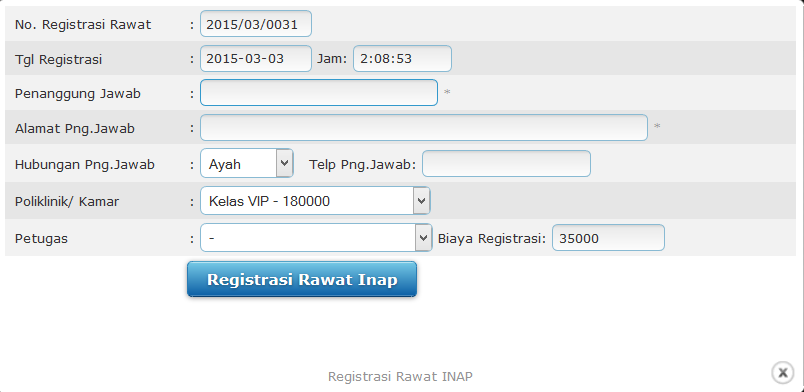 No. Registrasi Rawat : 2015/03/0031
Tgl Registrasi : 2015-03-03 Jam: 2:08:53
Penanggung Jawab : *
Alamat Png.Jawab : *
Hubungan Png.Jawab : Ayah Telp Png.Jawab:
Poliklinik/ Kamar : Kelas VIP - 180000
Petugas : - Biaya Registrasi: 35000
Registrasi Rawat Inap
Registrasi Rawat INAP